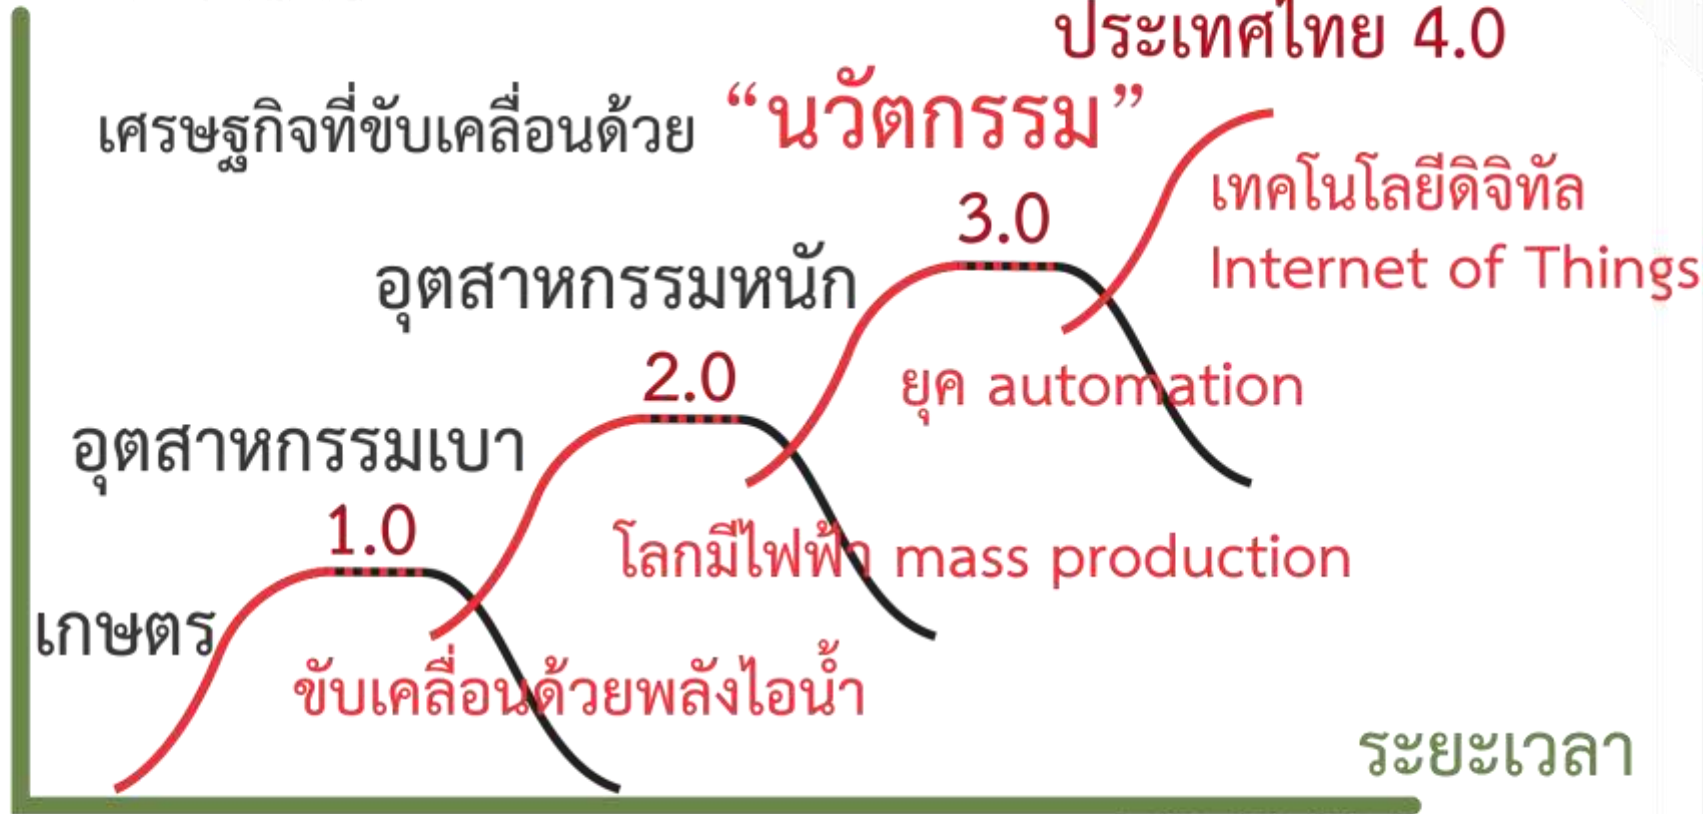 ประเทศไทย 4.0
เศรษฐกิจที่ขับเคลื่อนด้วย “นวัตกรรม”
เทคโนโลยีดิจิทัล
Internet of Things
3.0
อุตสาหกรรมหนัก
ยุค automation
2.0
อุตสาหกรรมเบา
โลกมีไฟฟ้า mass production
1.0
เกษตร
ขับเคลื่อนด้วยพลังไอน้ำ
ระยะเวลา